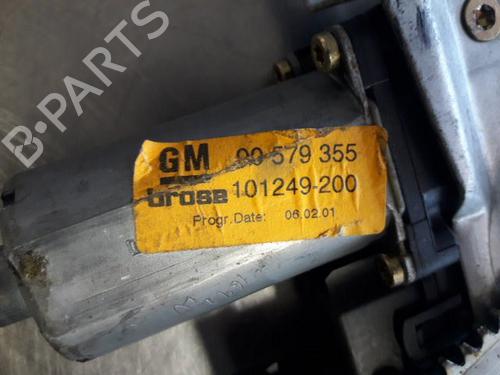 GM 90 579 355
brose 101249-200
Progr.Date: 06.02.01
B-PARTS